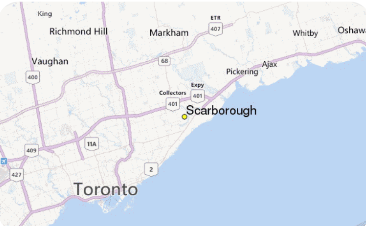 King
ETR
407
Richmond Hill
Markham
Whitby
Oshaw
Vaughan
68
400
Pickering
Ajax
Expy
Collectors
401
401
Scarborough
11A
409
2
427
Toronto